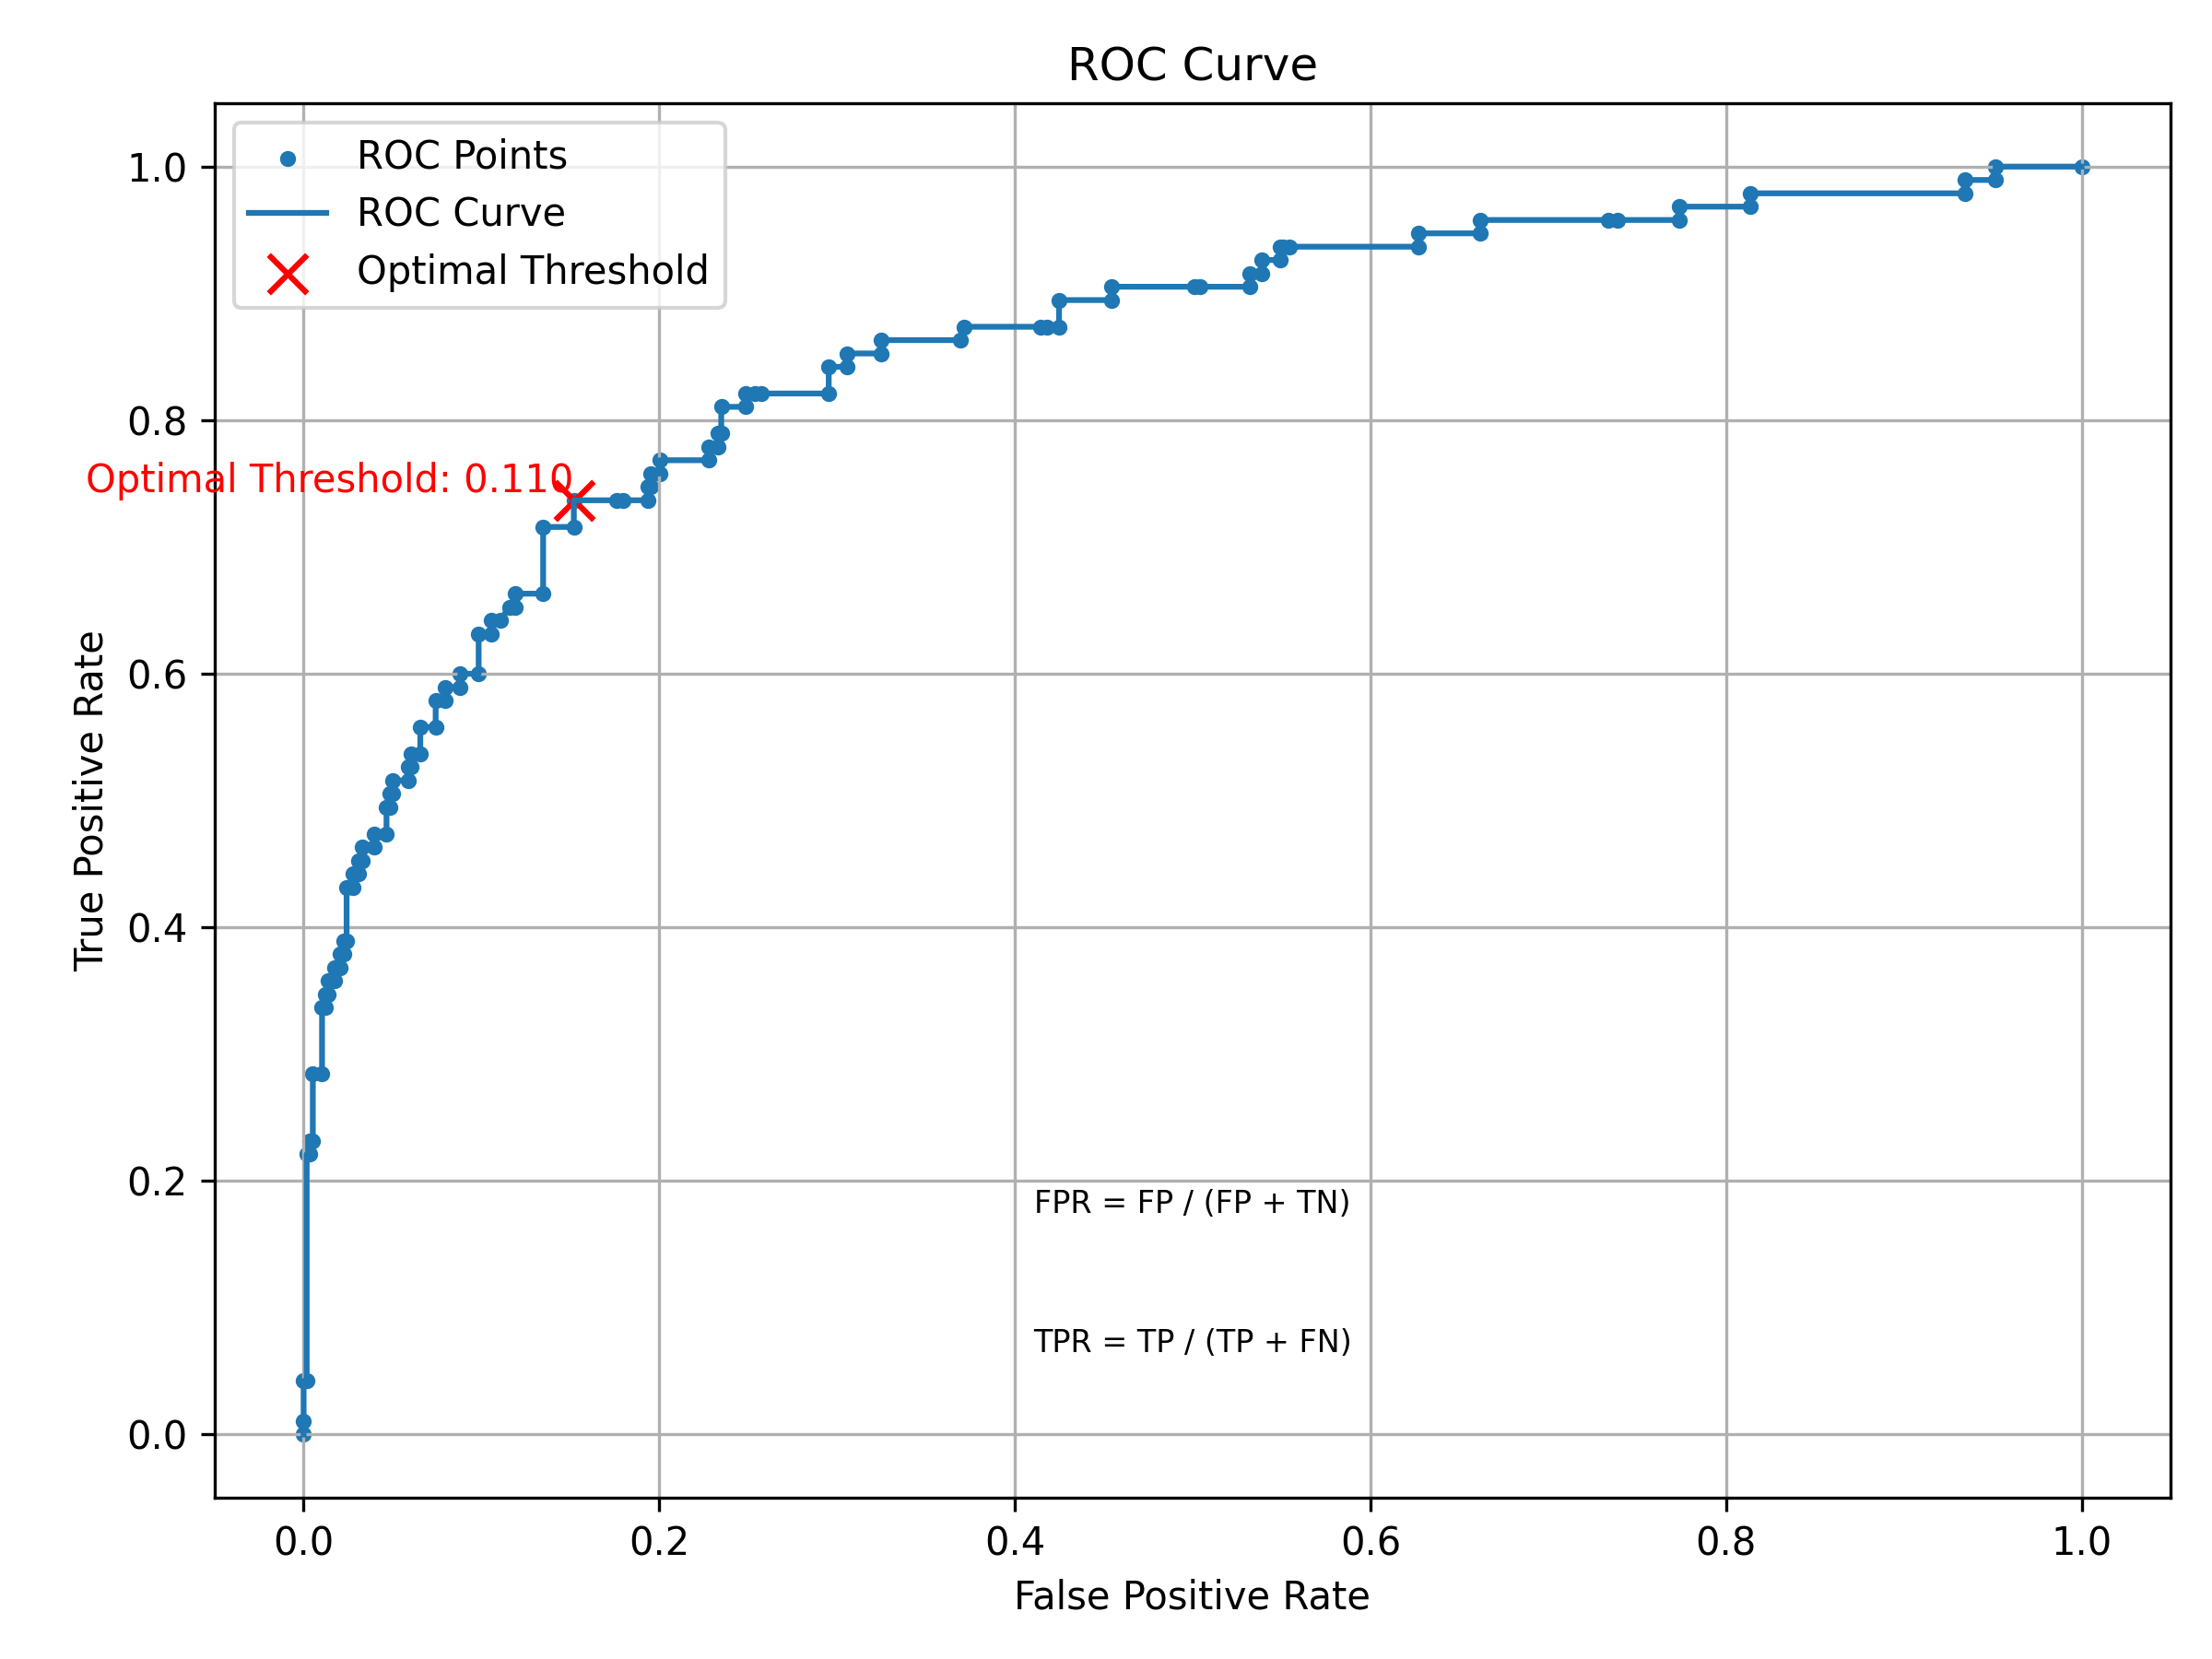 ROC Curve
ROC Points
ROC Curve
Optimal Threshold
Optimal Threshold: 0.110
True Positive Rate
1.0
0.8
0.6
0.4
0.2
0.0
FPR = FP / (FP + TN)
TPR = TP / (TP + FN)
0.0 0.2 0.4 0.6 0.8 1.0
False Positive Rate